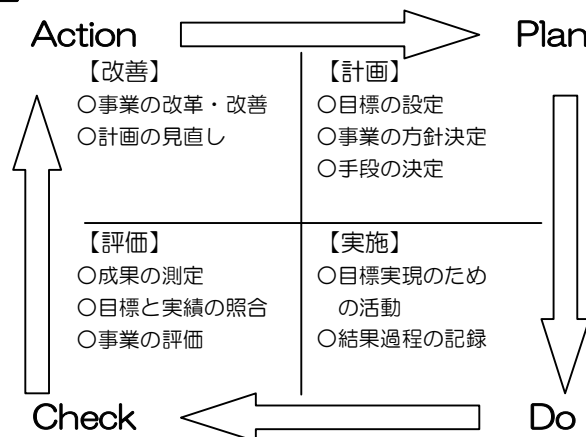 Action
Plan
【改善】
○事業の改革・改善
○計画の見直し
【計画】
○目標の設定
○事業の方針決定
○手段の決定
【評価】
○成果の測定
○目標と実績の照合
○事業の評価
【実施】
○目標実現のため
の活動
○結果過程の記録
Check
Do